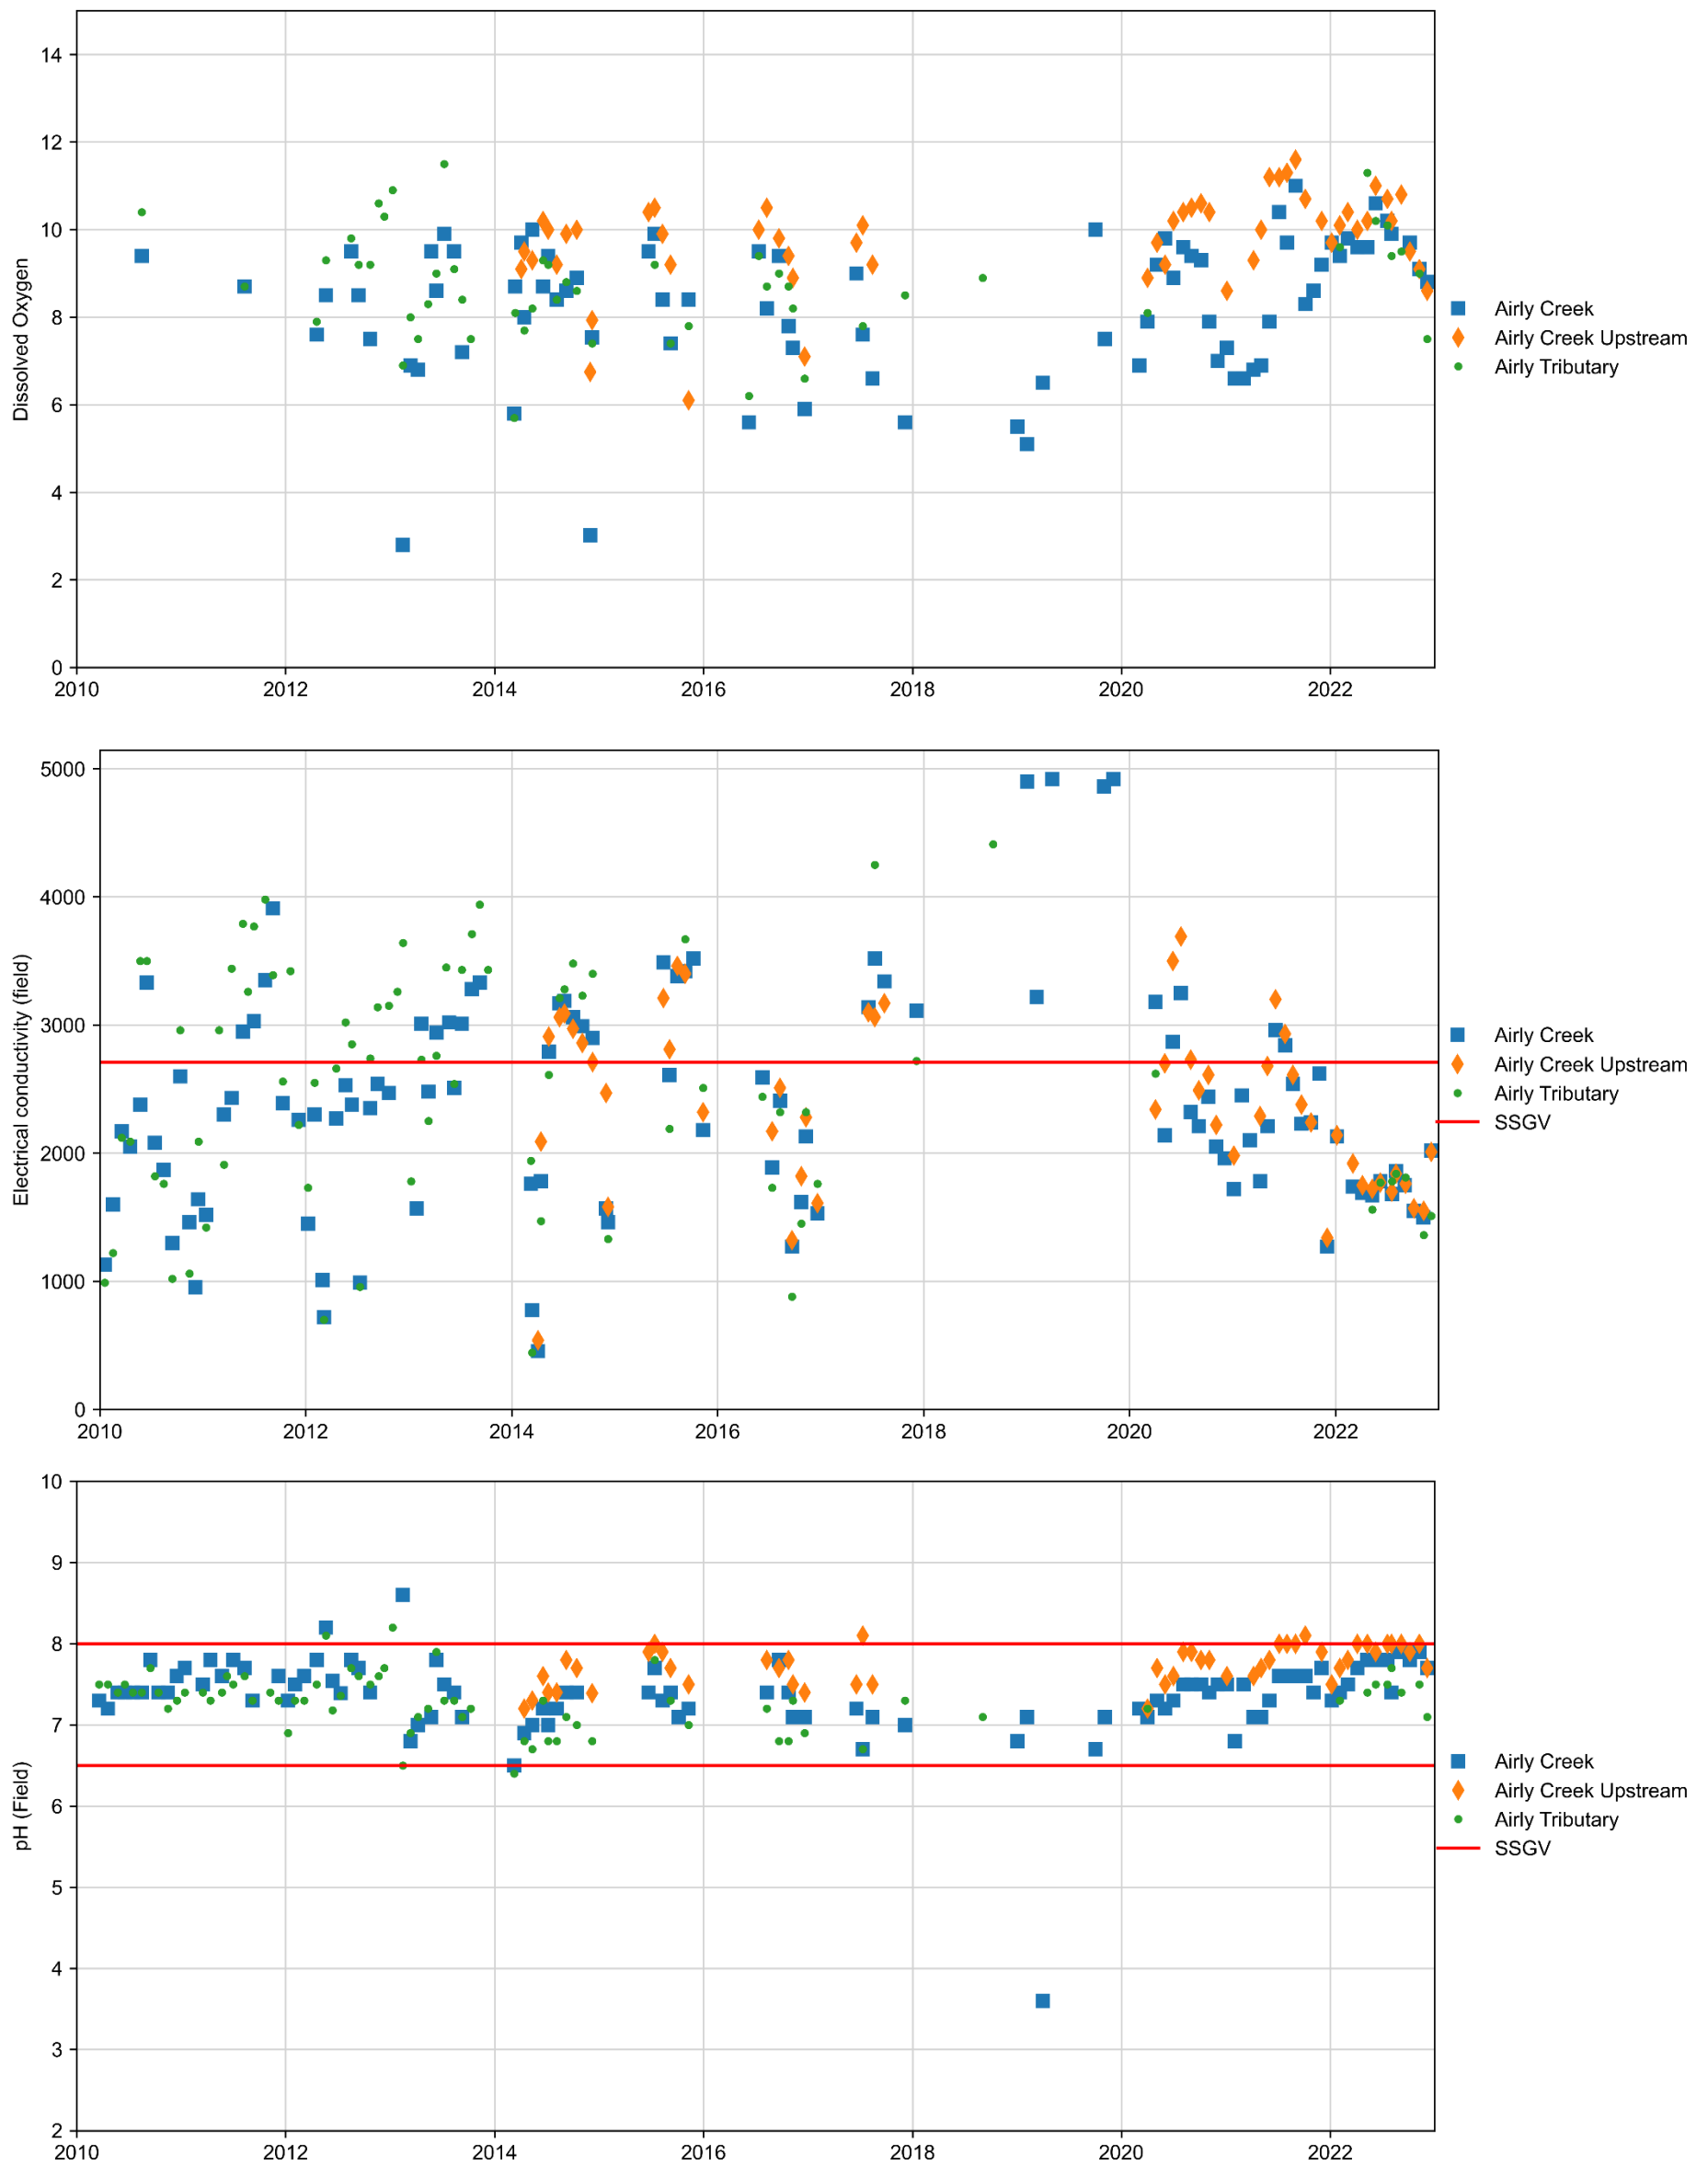 14
12
10
8
6
4
2
0
Dissolved Oxygen
2010 2012 2014 2016 2018 2020 2022
Airly Creek
Airly Creek Upstream
Airly Tributary
5000
4000
3000
2000
1000
0
Electrical conductivity (field)
2010 2012 2014 2016 2018 2020 2022
Airly Creek
Airly Creek Upstream
Airly Tributary
SSGV
10
9
8
7
6
5
4
3
2
pH (Field)
2010 2012 2014 2016 2018 2020 2022
Airly Creek
Airly Creek Upstream
Airly Tributary
SSGV